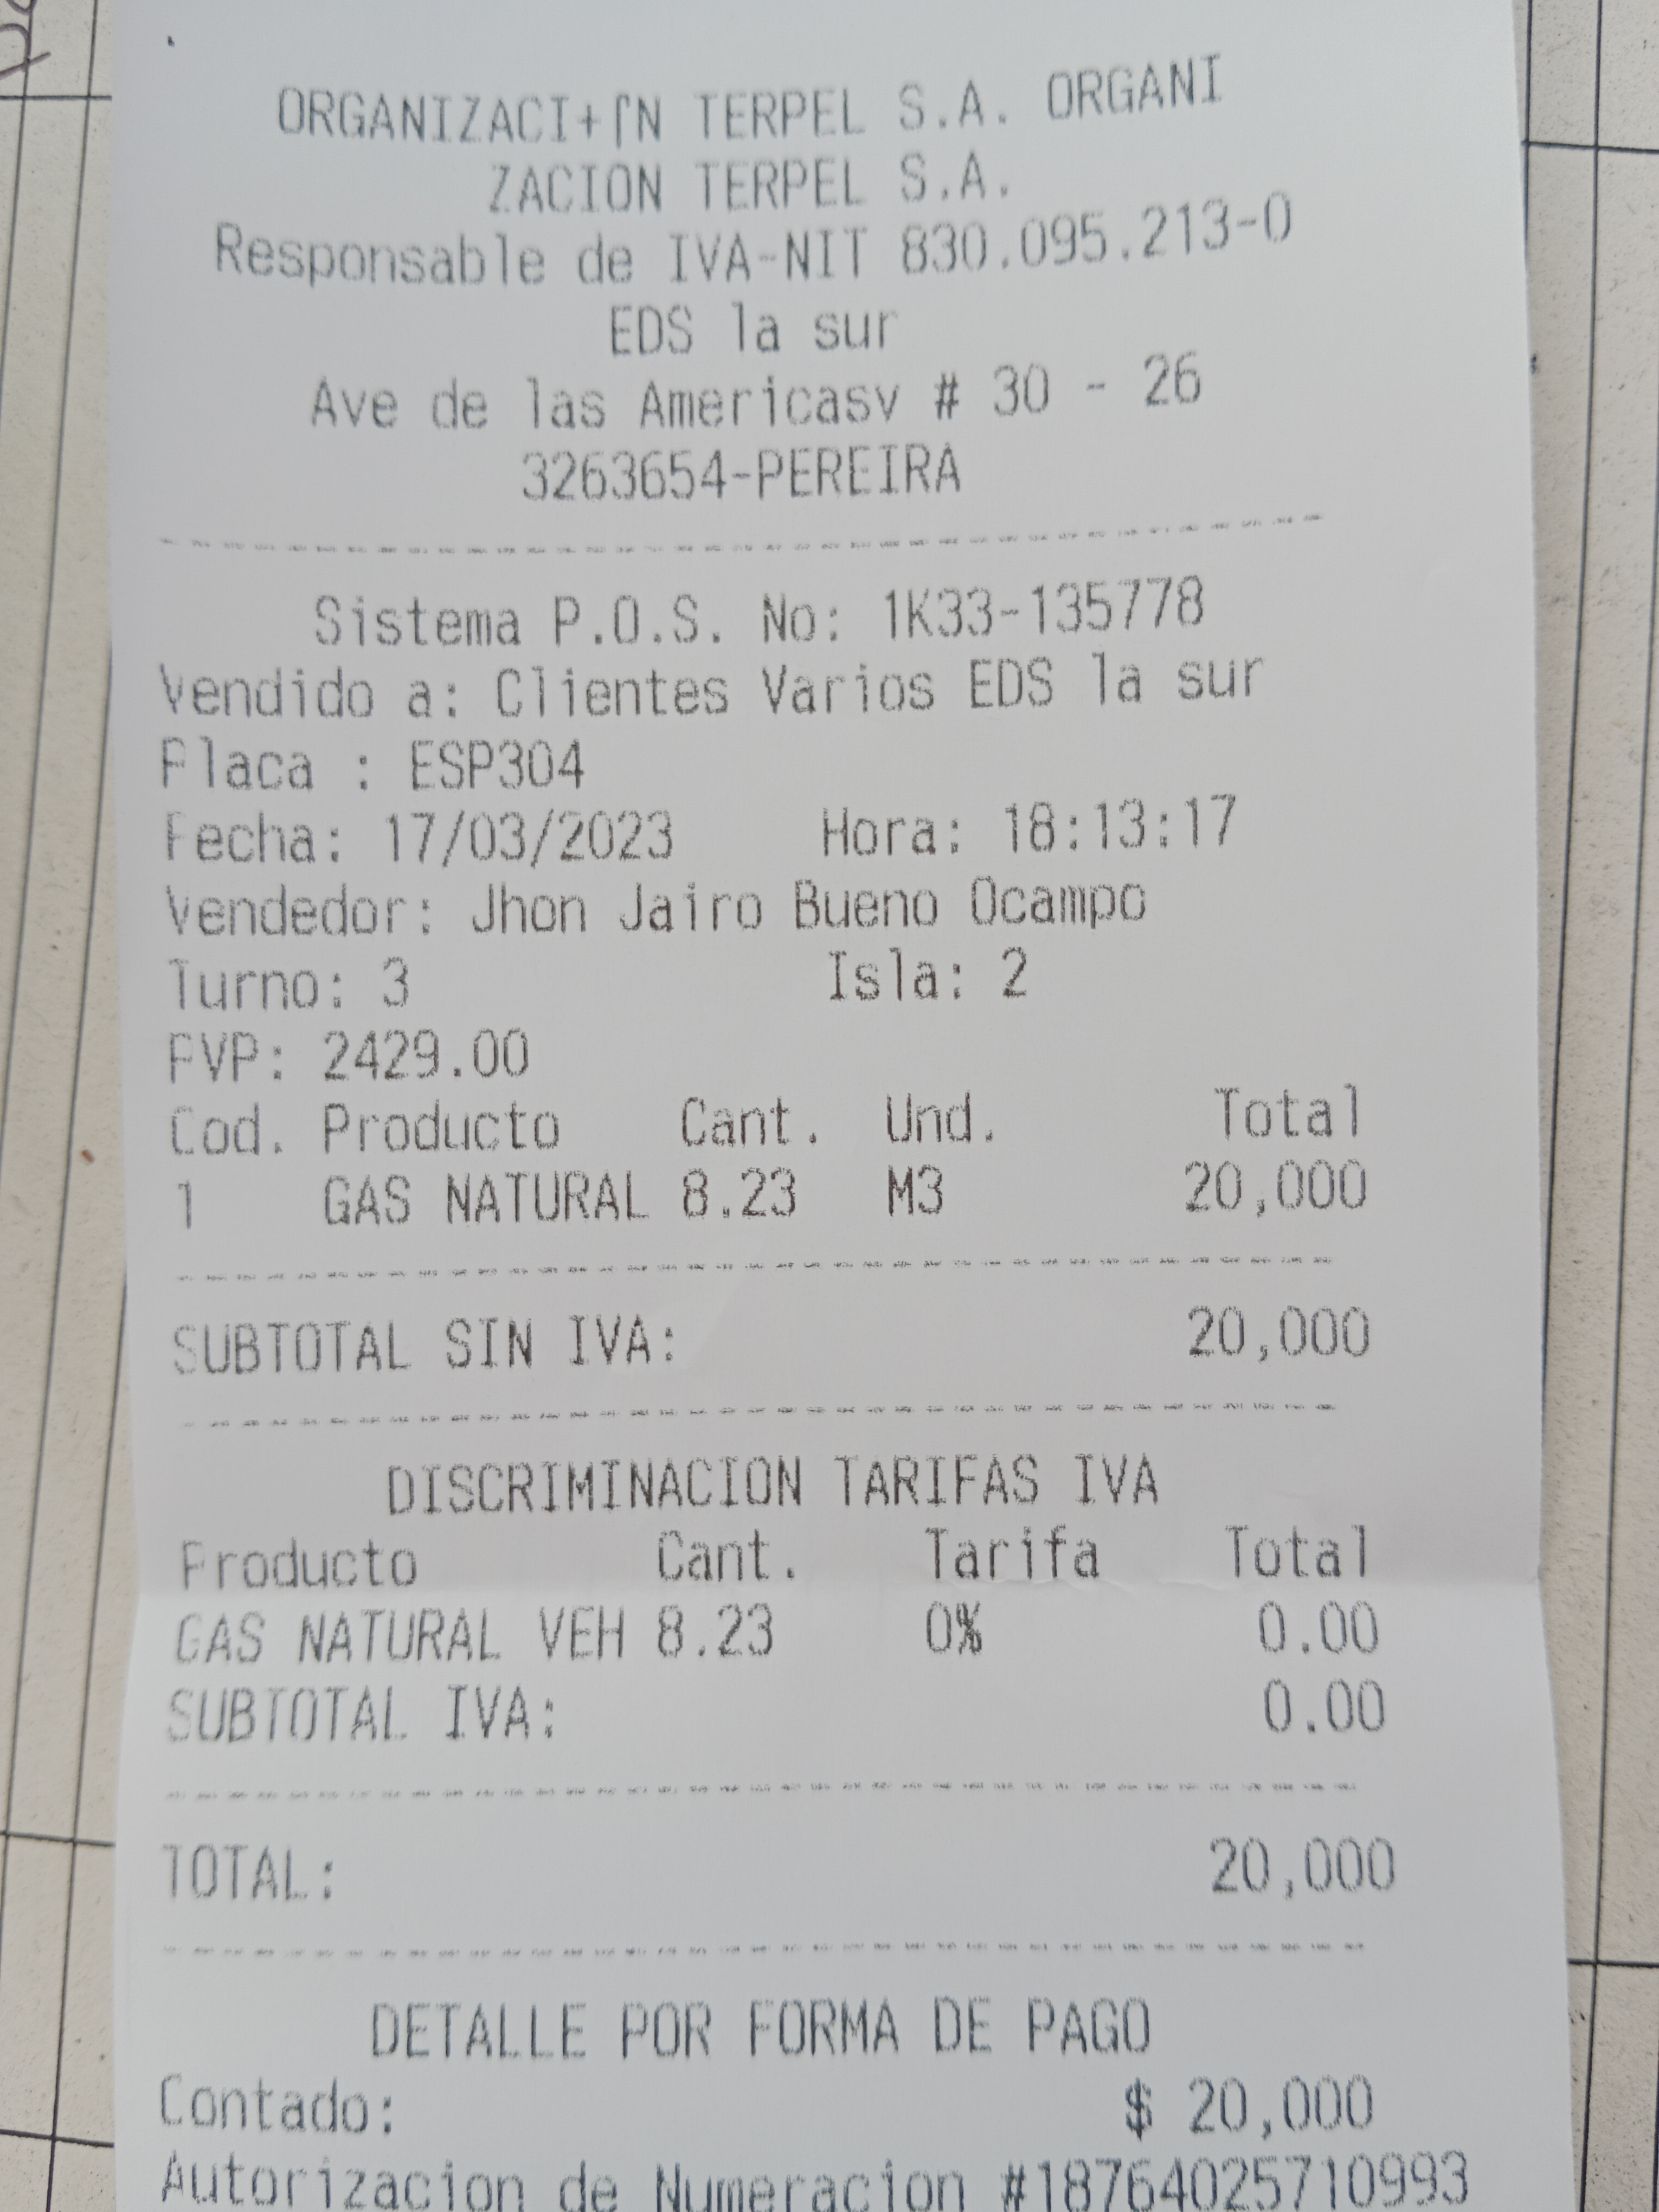 ORGANIZACI+⌠N TERPEL S.A. ORGANI
ZACION TERPEL S.A.
Responsable de IVA-NIT 830.095.213-0
EDS la sur
Ave de las Americasv # 30 - 26
3263654-PEREIRA
Sistema P.O.S. No: 1K33-135778
Vendido a: Clientes Varios EDS la sur
Placa : ESP304
Fecha: 17/03/2023 Hora: 18:13:17
Vendedor: Jhon Jairo Bueno Ocampo
Turno: 3 Isla: 2
PVP: 2429.00
Cod. Producto Cant. Und. Total
1 GAS NATURAL 8.23 M3 20,000
SUBTOTAL SIN IVA: 20,000
DISCRIMINACION TARIFAS IVA
Producto Cant. Tarifa Total
GAS NATURAL VEH 8.23 0% 0.00
SUBTOTAL IVA: 0.00
TOTAL: 20,000
DETALLE POR FORMA DE PAGO
Contado: $ 20,000
Autorizacion de Numeracion #18764025710993